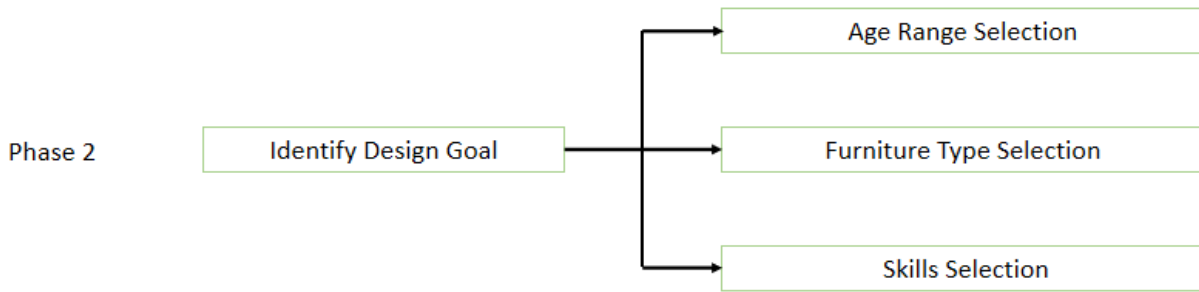 Age Range Selection
Phase 2
Identify Design Goal
Furniture Type Selection
Skills Selection